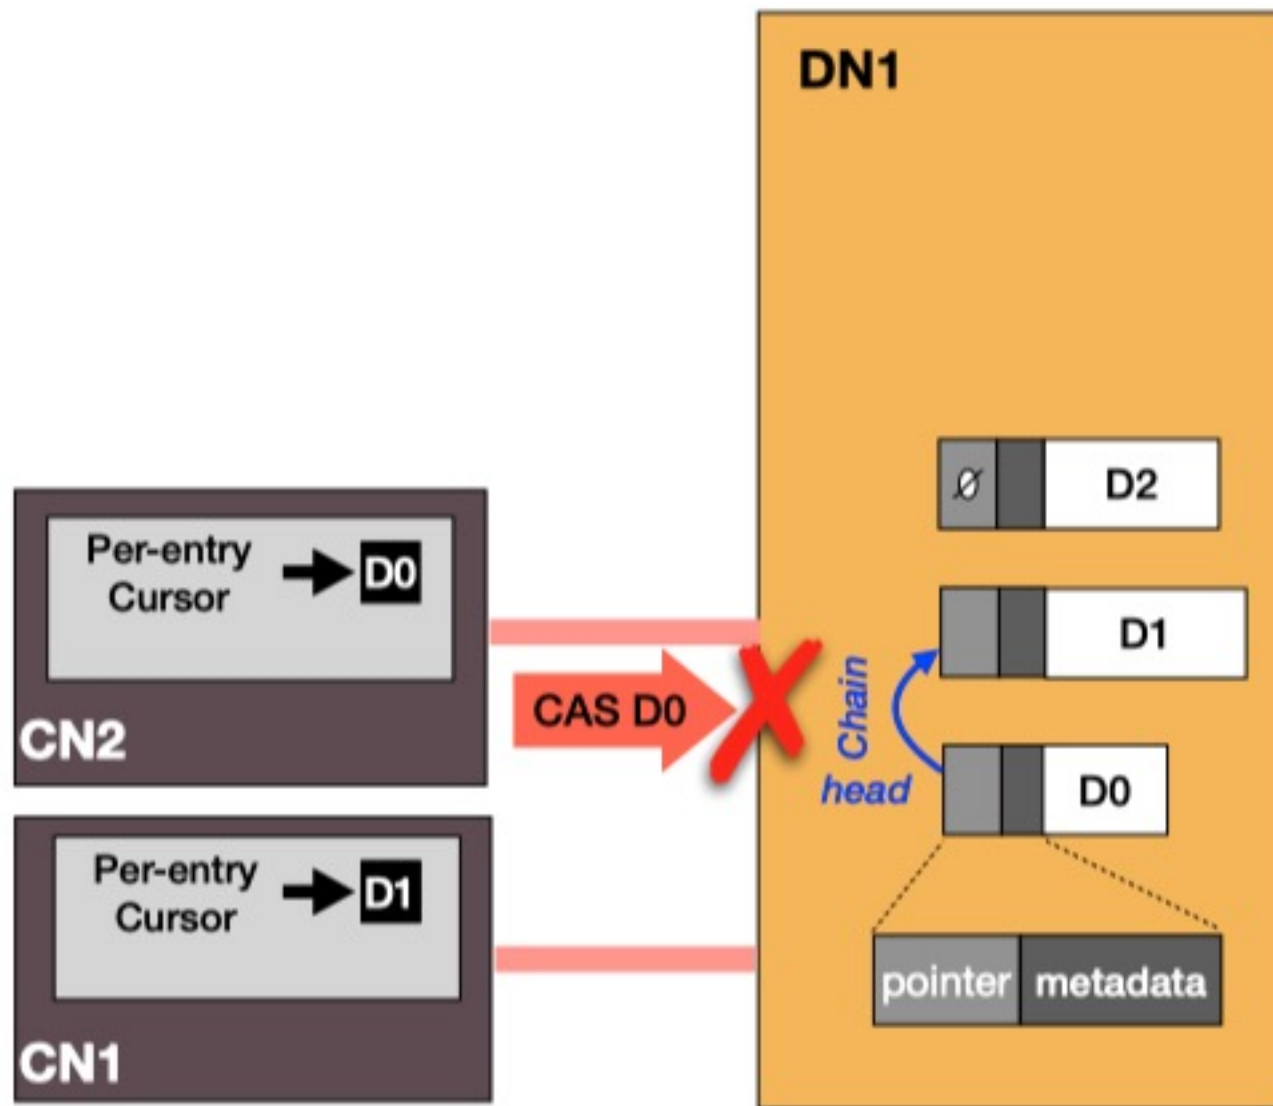 DN1
Ø
D2
Per-entry
Cursor
D0
CAS D0
CN2
D1
Chain
head
D0
Per-entry
Cursor
D1
CN1
pointer
metadata